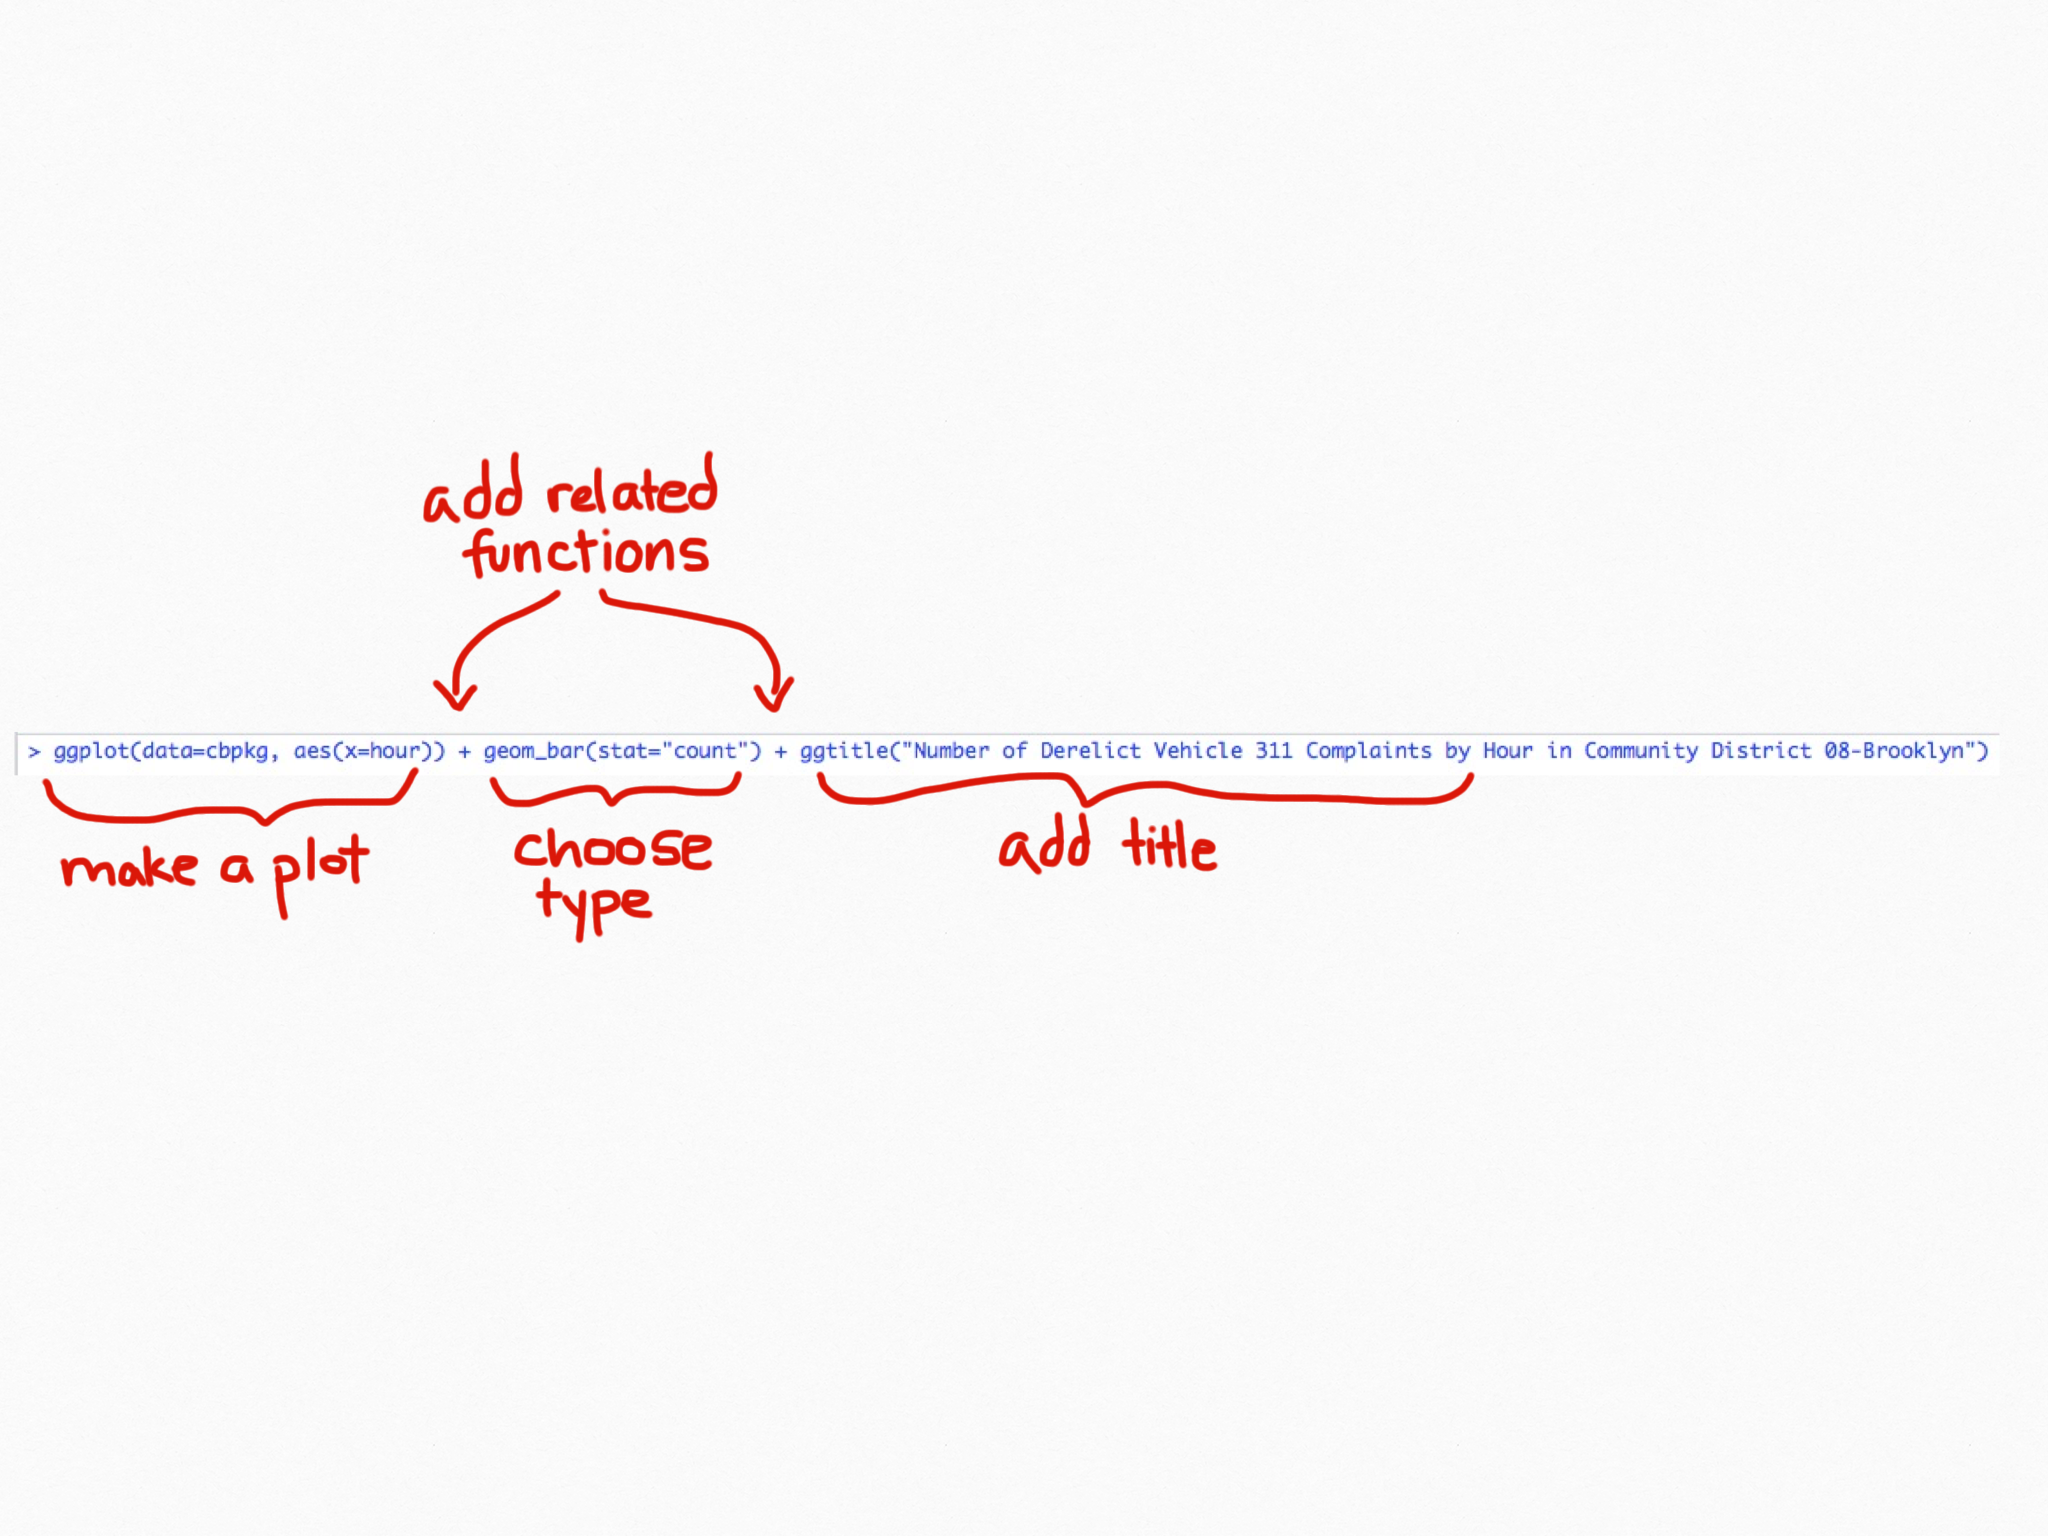 add related
functions
> ggplot(data=cbpkg, aes(x=hour)) + geom_bar(stat="count") + ggtitle("Number of Derelict Vehicle 311 Complaints by Hour in Community District 08-Brooklyn")
make a plot
choose
type
add title